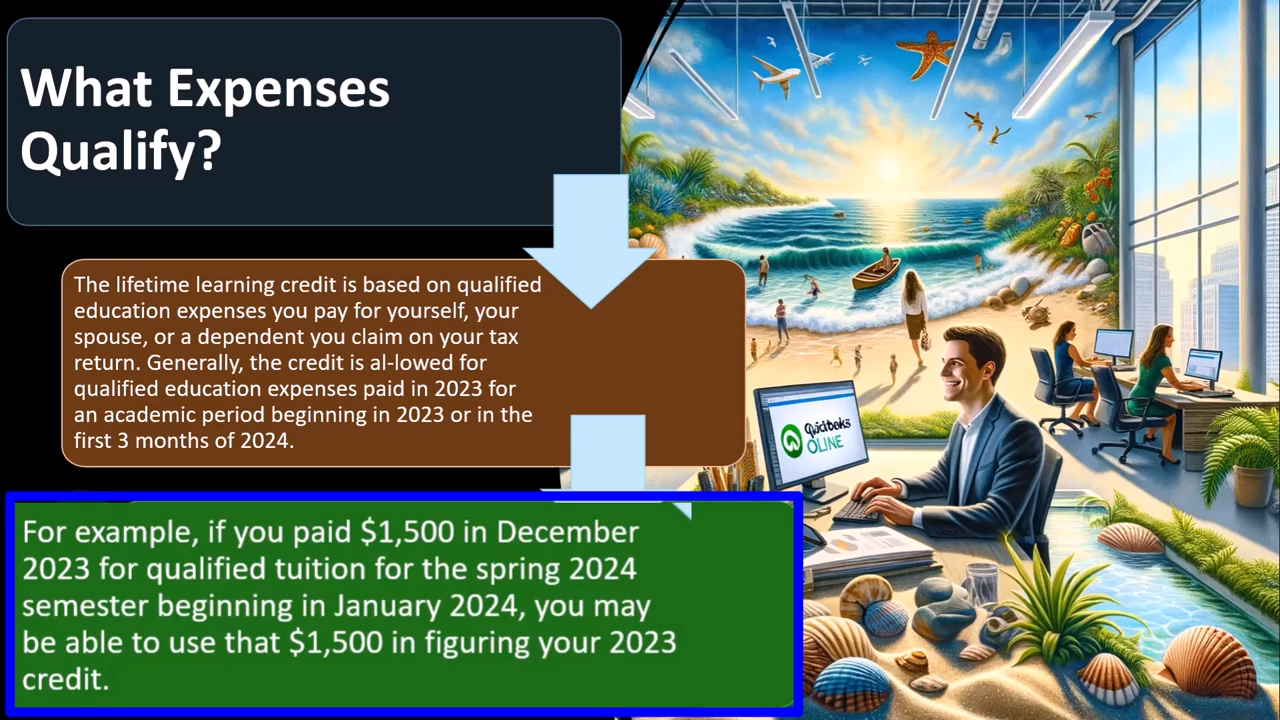 What Expenses
Qualify?
The lifetime learning credit is based on qualified
education expenses you pay for yourself, your
spouse, or a dependent you claim on your tax
return. Generally, the credit is al-lowed for
qualified education expenses paid in 2023 for
an academic period beginning in 2023 or in the
first 3 months of 2024.
For example, if you paid $1,500 in December
2023 for qualified tuition for the spring 2024
semester beginning in January 2024, you may
be able to use that $1,500 in figuring your 2023
credit.
OLINE